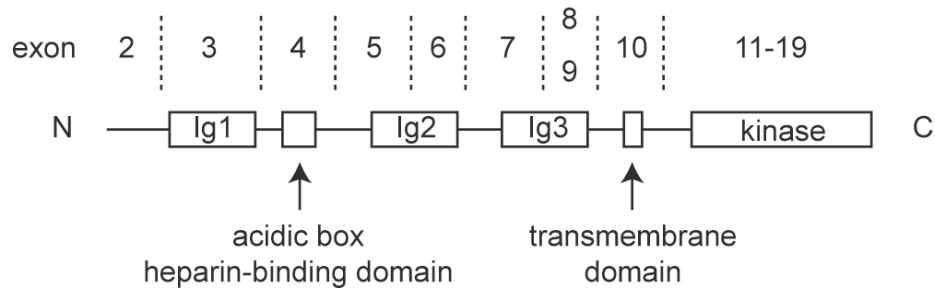 exon 2 3 4 5 6 7 8 9 10 11-19
N Ig1 Ig2 Ig3 kinase C
acidic box
heparin-binding domain
transmembrane
domain